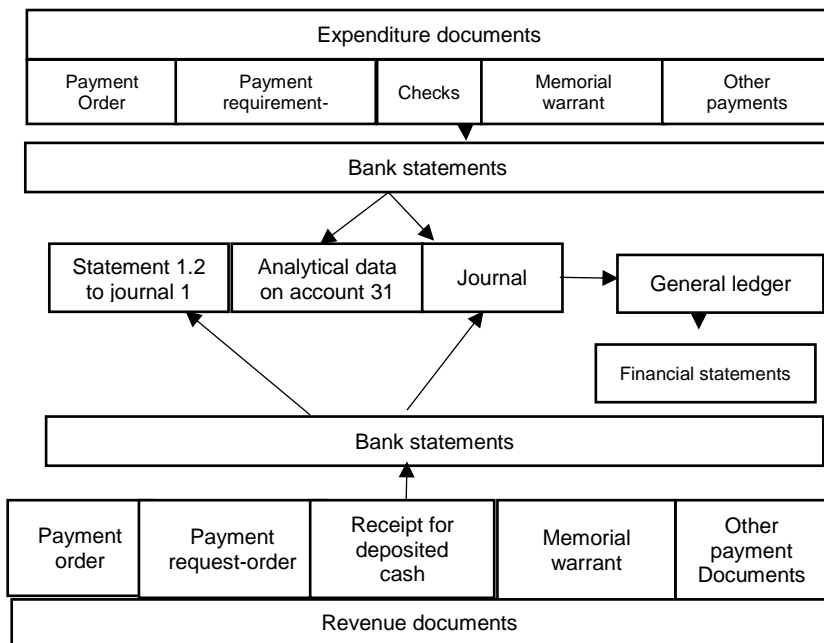 Expenditure documents
Payment
Order
Payment
requirement-
Checks
Memorial
warrant
Other
payments
Bank statements
Statement 1.2
to journal 1
Analytical data
on account 31
Journal
General ledger
Financial statements
Bank statements
Payment
order
Payment
request-order
Receipt for
deposited
cash
Memorial
warrant
Other
payment
Documents
Revenue documents